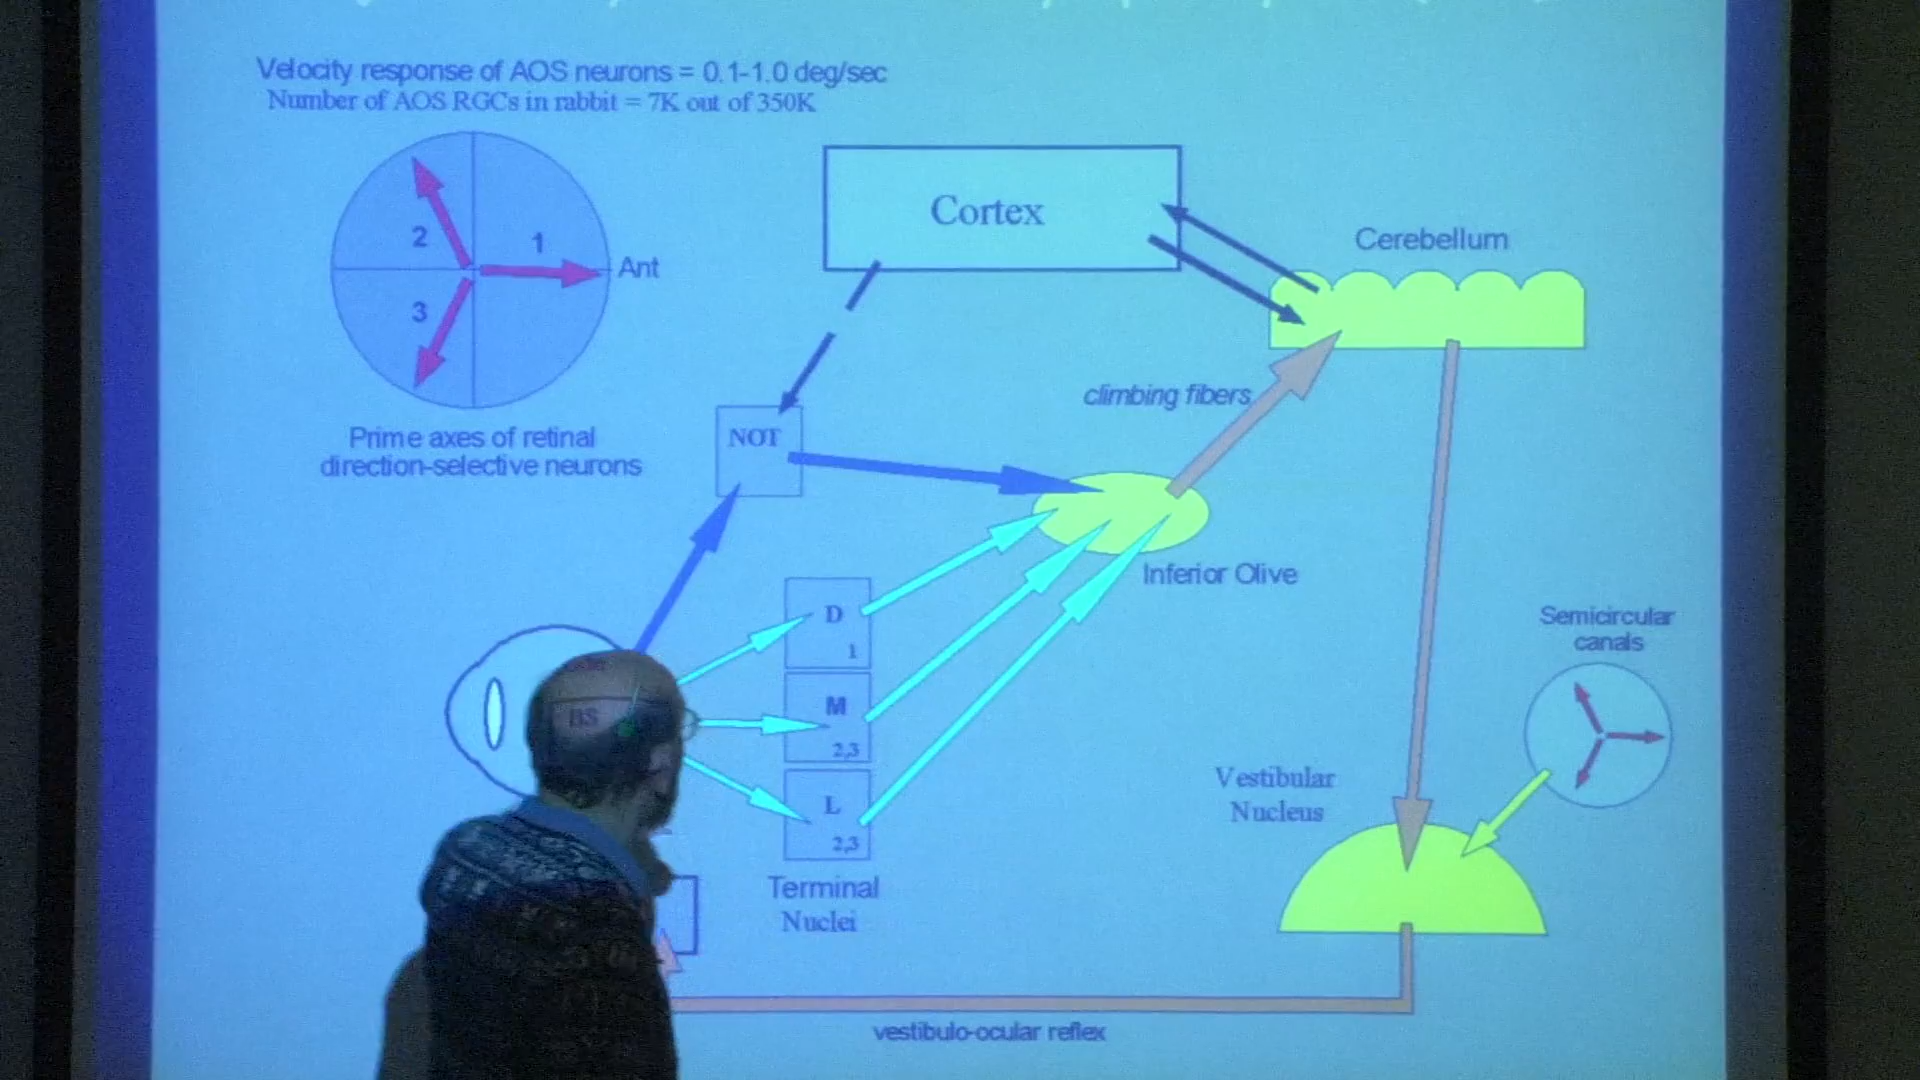 Velocity response of AOS neurons = 0.1-1.0 deg/sec
Number of AOS RGCs in rabbit = 7K out of 350K
2
1
3
Ant
Prime axes of retinal
direction-selective neurons
Cortex
Cerebellum
climbing fibers
NOT
Inferior Olive
D
1
M
2,3
L
2,3
Terminal
Nuclei
BS
Semicircular
canals
Vestibular
Nucleus
vestibulo-ocular reflex